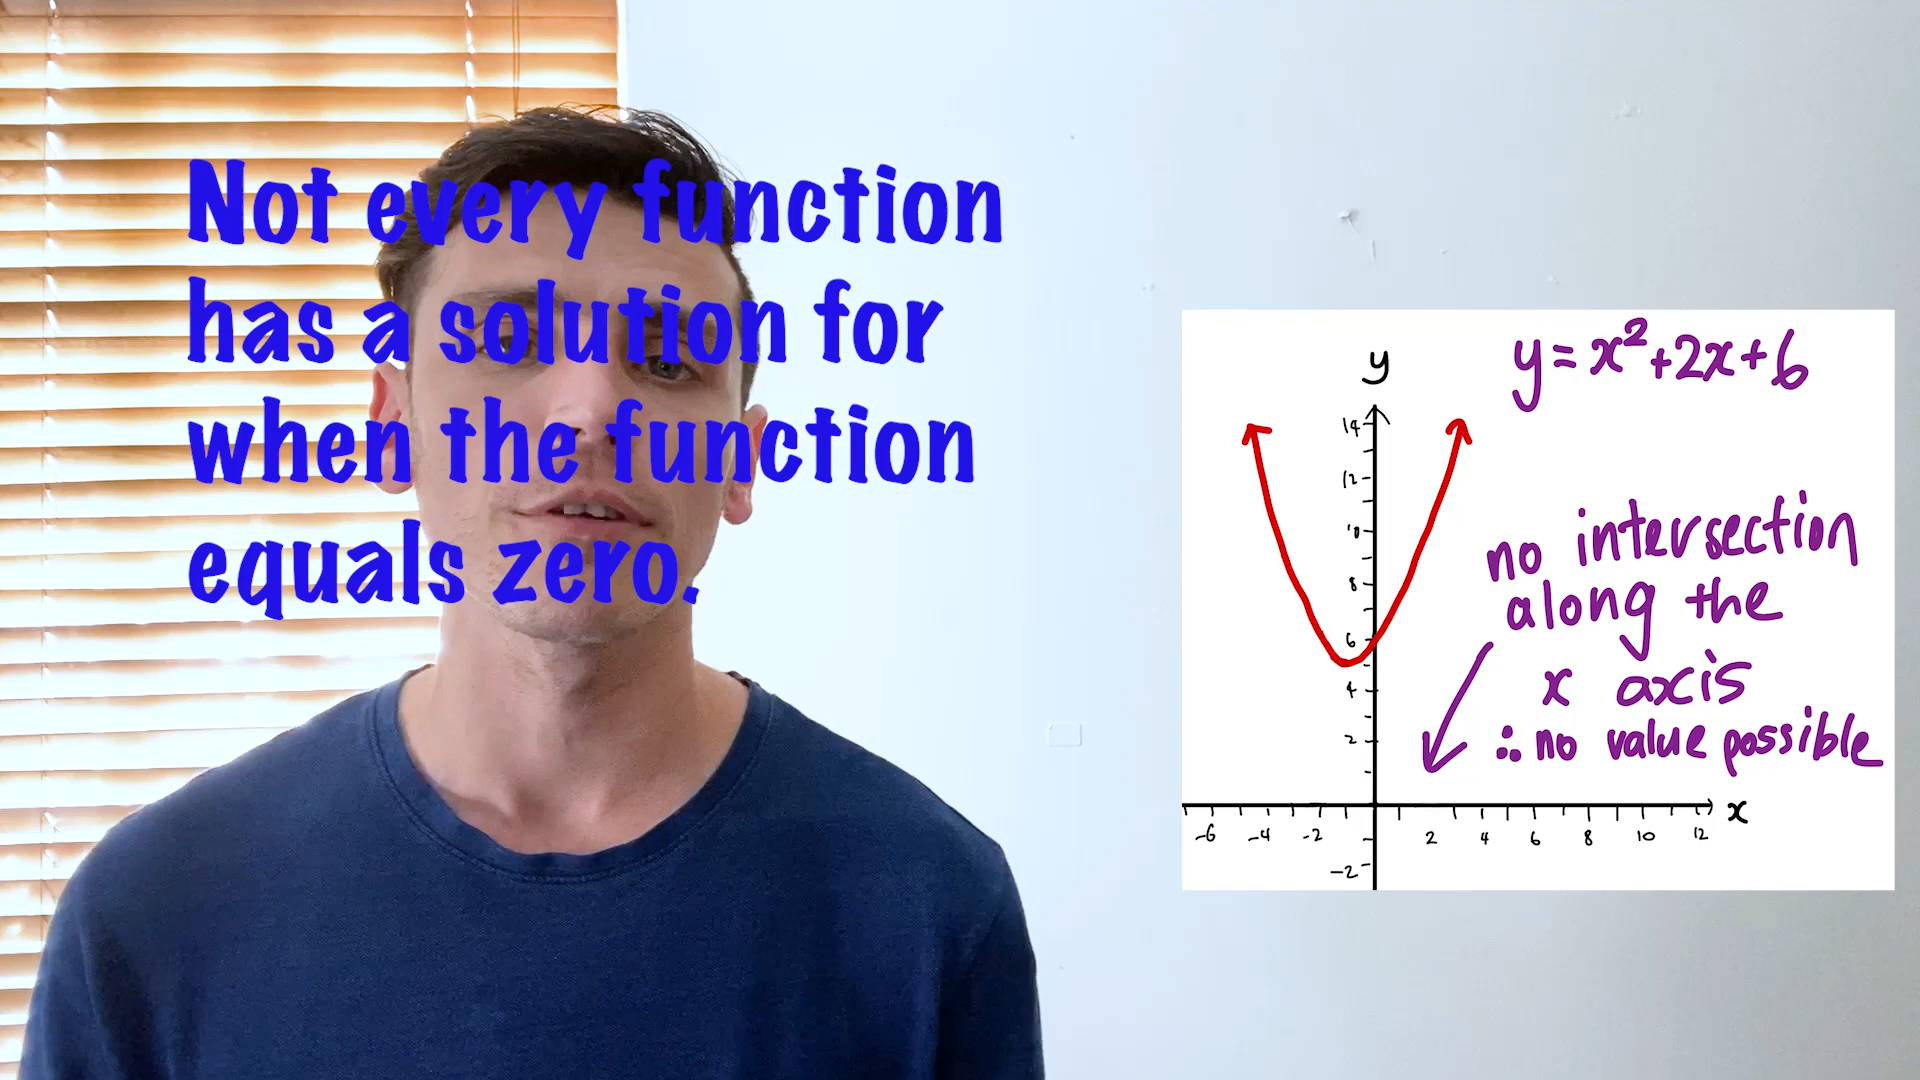 Not every function
has a solution for
when the function
equals zero.
y = x² + 2x + 6
y
14
12
10
8
6
4
2
-2
-6 -4 -2 2 4 6 8 10 12
x
no intersection
along the
x axis
∴ no value possible